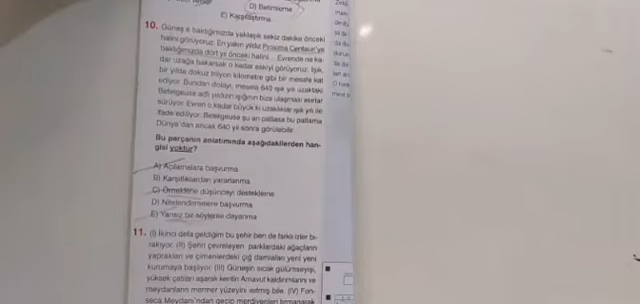 D) Betimleme
E) Karşılaştırma
10. Güneş'e baktığımızda yaklaşık sekiz dakika önceki
halini görüyoruz. En yakın yıldız Proxima Centauri'ye
baktığımızda dört yıl önceki halini... Evrende ne ka-
dar uzağa bakarsak o kadar eskiyi görüyoruz. Işık,
bir yılda dokuz trilyon kilometre gibi bir mesafe kat
ediyor. Bundan dolayı, mesela 640 ışık yılı uzaktaki
Betelgeuse adlı yıldızın ışığının bize ulaşması asırlar
sürüyor. Evren o kadar büyük ki uzaklıklar ışık yılı ile
ifade ediliyor. Betelgeuse şu an patlasa bu patlama
Dünya'dan ancak 640 yıl sonra görülebilir.
Bu parçanın anlatımında aşağıdakilerden han-
gisi yoktur?
A) Açıklamalara başvurma
B) Karşıtlıklardan yararlanma
C) Örneklerle düşünceyi destekleme
D) Nitelendirmelere başvurma
E) Yansız bir söyleme dayanma
11. (I) İkinci defa geldiğim bu şehir ben de farklı izler bı-
rakıyor. (II) Şehri çevreleyen parklardaki ağaçların
yaprakları ve çimenlerdeki çiğ damlaları yeni yeni
kurumaya başlıyor. (III) Güneşin sıcak gülümseyişi,
yüksek çatıları aşarak kentin Arnavut kaldırımlarını ve
meydanların mermer yüzeyini ısıtmış bile. (IV) Fon-
seca Meydanı'ndan geçip merdivenleri tırmanarak